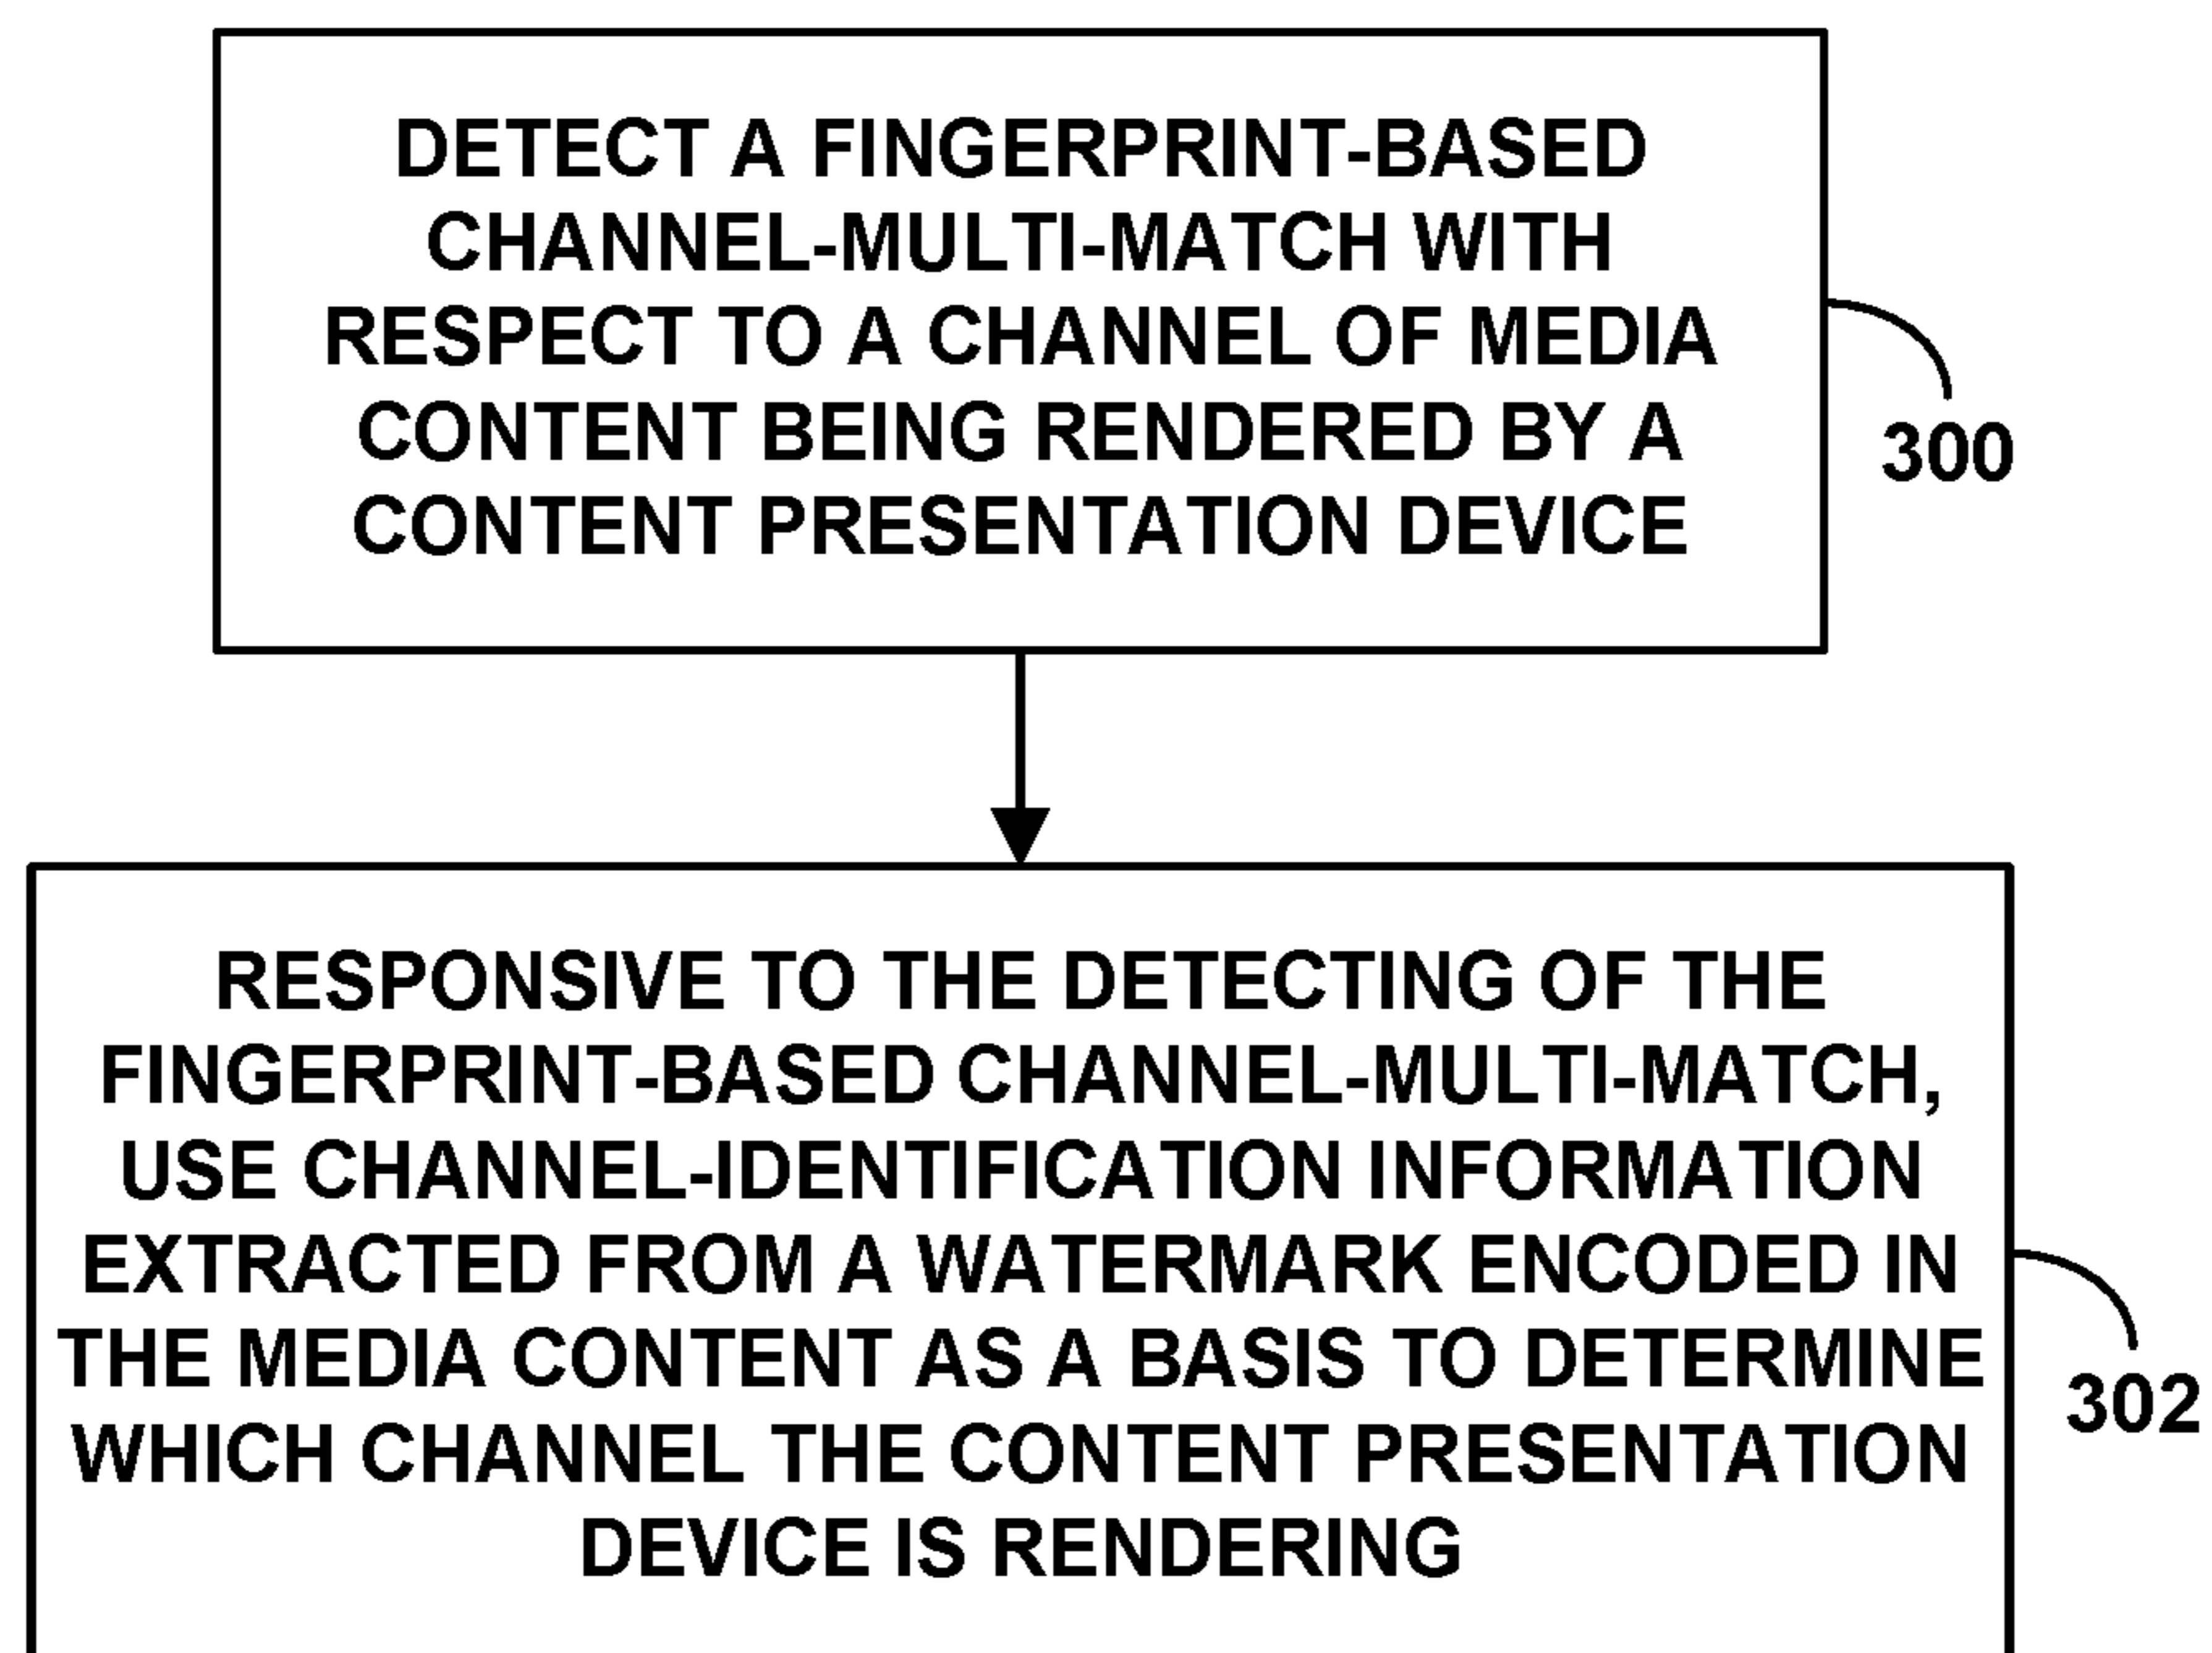 DETECT A FINGERPRINT-BASED
CHANNEL-MULTI-MATCH WITH
RESPECT TO A CHANNEL OF MEDIA
CONTENT BEING RENDERED BY A
CONTENT PRESENTATION DEVICE
300
RESPONSIVE TO THE DETECTING OF THE
FINGERPRINT-BASED CHANNEL-MULTI-MATCH,
USE CHANNEL-IDENTIFICATION INFORMATION
EXTRACTED FROM A WATERMARK ENCODED IN
THE MEDIA CONTENT AS A BASIS TO DETERMINE
WHICH CHANNEL THE CONTENT PRESENTATION
DEVICE IS RENDERING
302